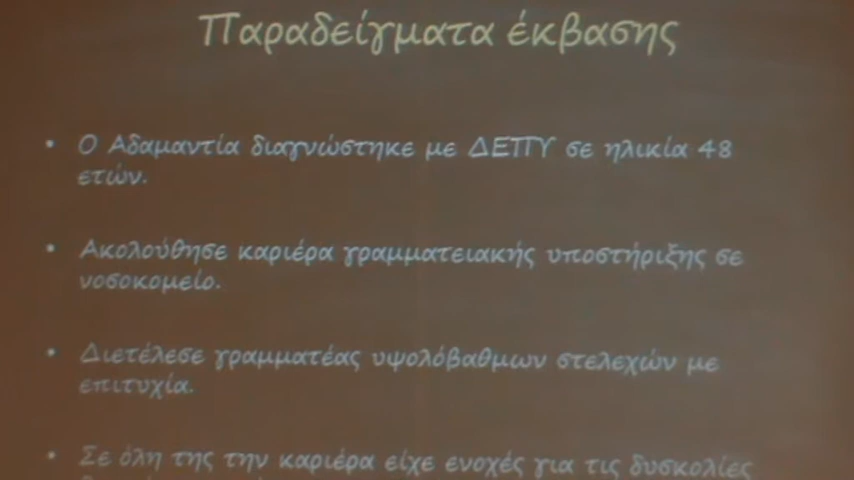 Παραδείγματα έκβασης
• Ο Αδαμαντία διαγνώστηκε με ΔΕΠΥ σε ηλικία 48
ετών.
• Ακολούθησε καριέρα γραμματειακής υποστήριξης σε
νοσοκομείο.
• Διετέλεσε γραμματέας υψολόβαθμων στελεχών με
επιτυχία.
• Σε όλη της την καριέρα είχε ενοχές για τις δυσκολίες